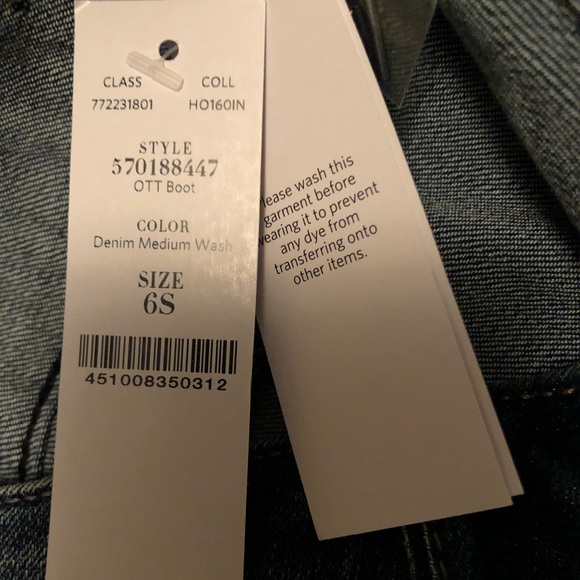 CLASS COLL
772231801 HO160IN
STYLE
570188447
OTT Boot
COLOR
Denim Medium Wash
SIZE
6S
451008350312
lease wash this
garment before
earing it to prevent
any dye from
transferring onto
other items.